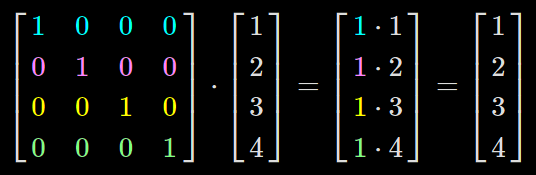 1 0 0 0   1   1 · 1   1
0 1 0 0   2   1 · 2   2
0 0 1 0 · 3 = 1 · 3 = 3
0 0 0 1   4   1 · 4   4